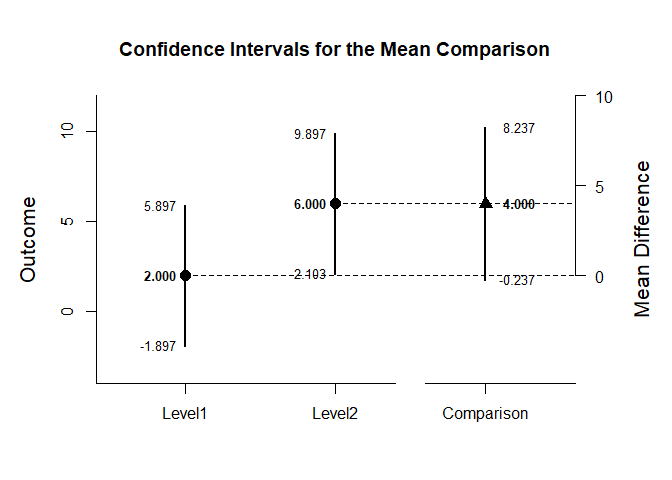 Confidence Intervals for the Mean Comparison
Outcome
10
5
0
5.897
2.000
-1.897
9.897
6.000
2.103
8.237
4.000
-0.237
10
5
0
Mean Difference
Level1
Level2
Comparison